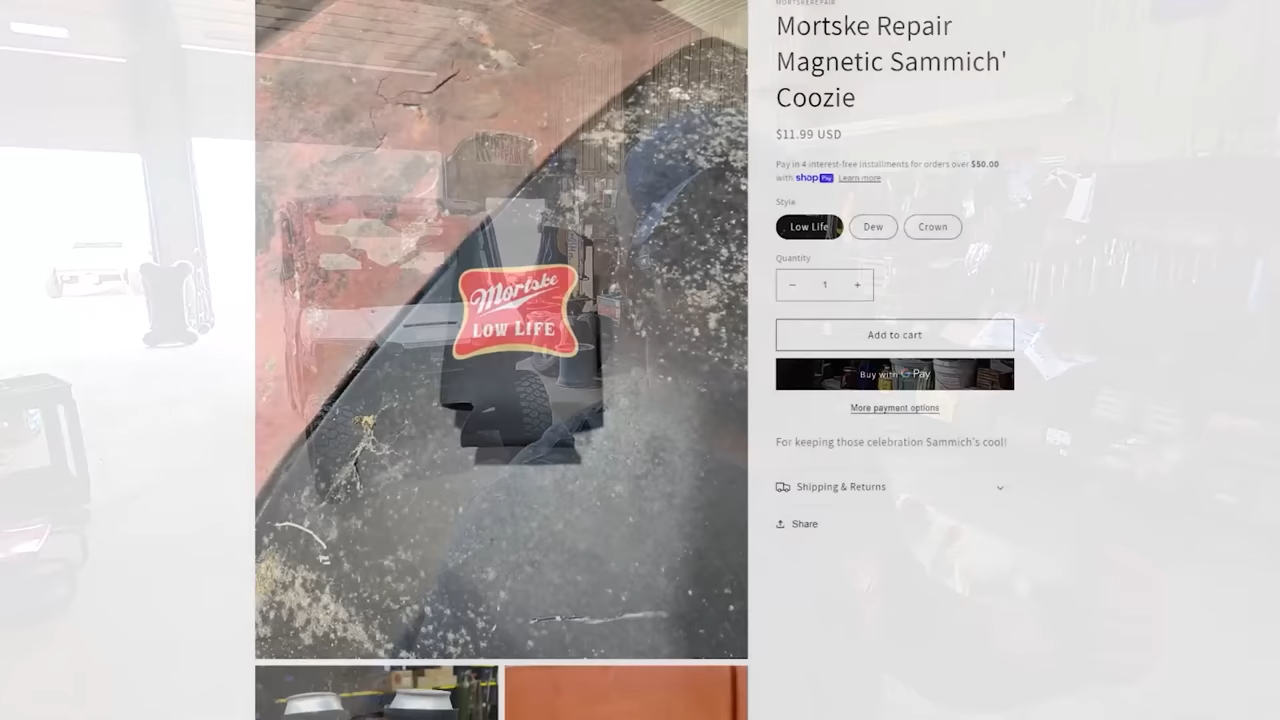 MORTSKEREPAIR
Mortske Repair
Magnetic Sammich'
Coozie
$11.99 USD
Pay in 4 interest-free installments for orders over $50.00
with shop Pay Learn more
Style
Low Life
Dew
Crown
Quantity
− 1 +
Add to cart
Buy with G Pay
More payment options
For keeping those celebration Sammich's cool!
Shipping & Returns
Share
Mortske
LOW LIFE